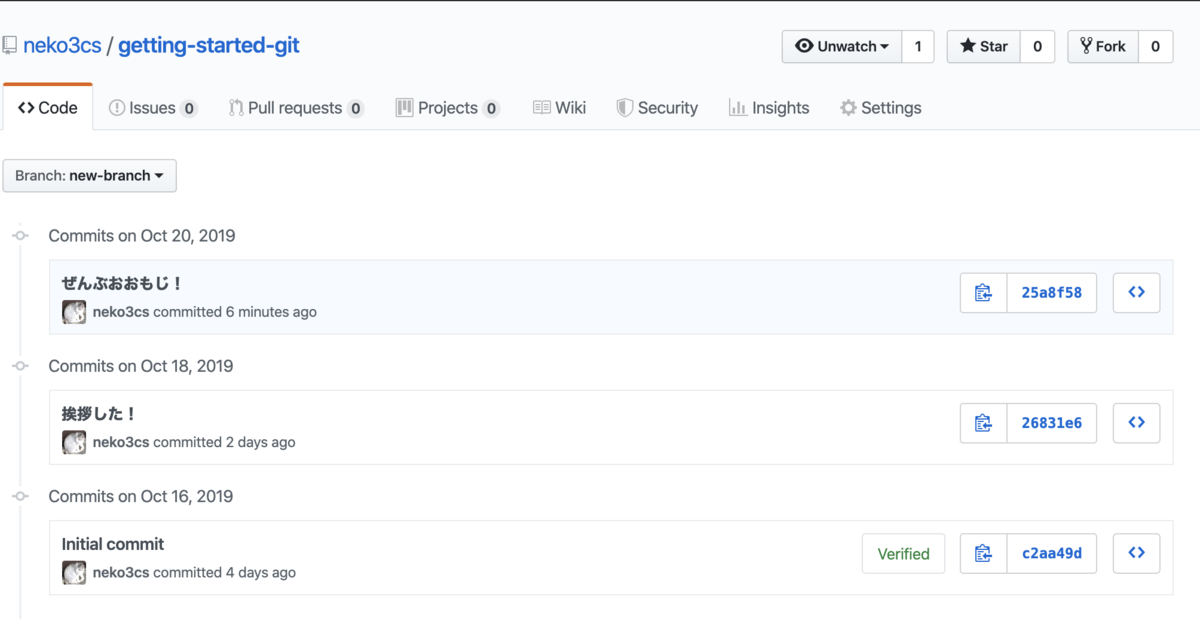 neko3cs / getting-started-git
Unwatch 1 Star 0 Fork 0
Code Issues 0 Pull requests 0 Projects 0 Wiki Security Insights Settings
Branch: new-branch
Commits on Oct 20, 2019
ぜんぶおおもじ！
25a8f58
neko3cs committed 6 minutes ago
Commits on Oct 18, 2019
挨拶した！
26831e6
neko3cs committed 2 days ago
Commits on Oct 16, 2019
Initial commit
Verified c2aa49d
neko3cs committed 4 days ago